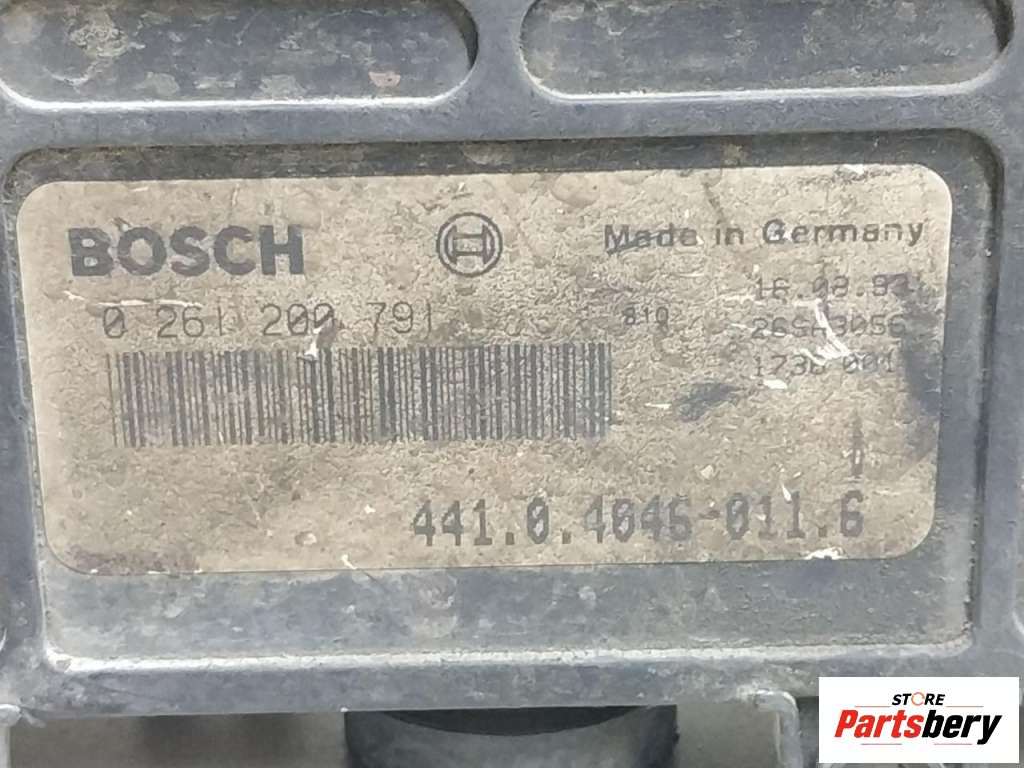 BOSCH
Made in Germany
0 261 200 791
810
441.0.4046-011.6
STORE
Partsbery